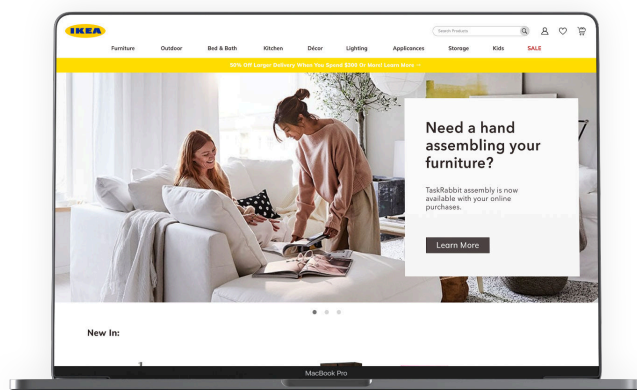 IKEA
Search Products
Furniture Outdoor Bed & Bath Kitchen Décor Lighting Applicances Storage Kids SALE
50% Off Larger Delivery When You Spend $200 Or More! Learn More
Need a hand
assembling your
furniture?
TaskRabbit assembly is now
available with your online
purchases.
Learn More
New In:
MacBook Pro